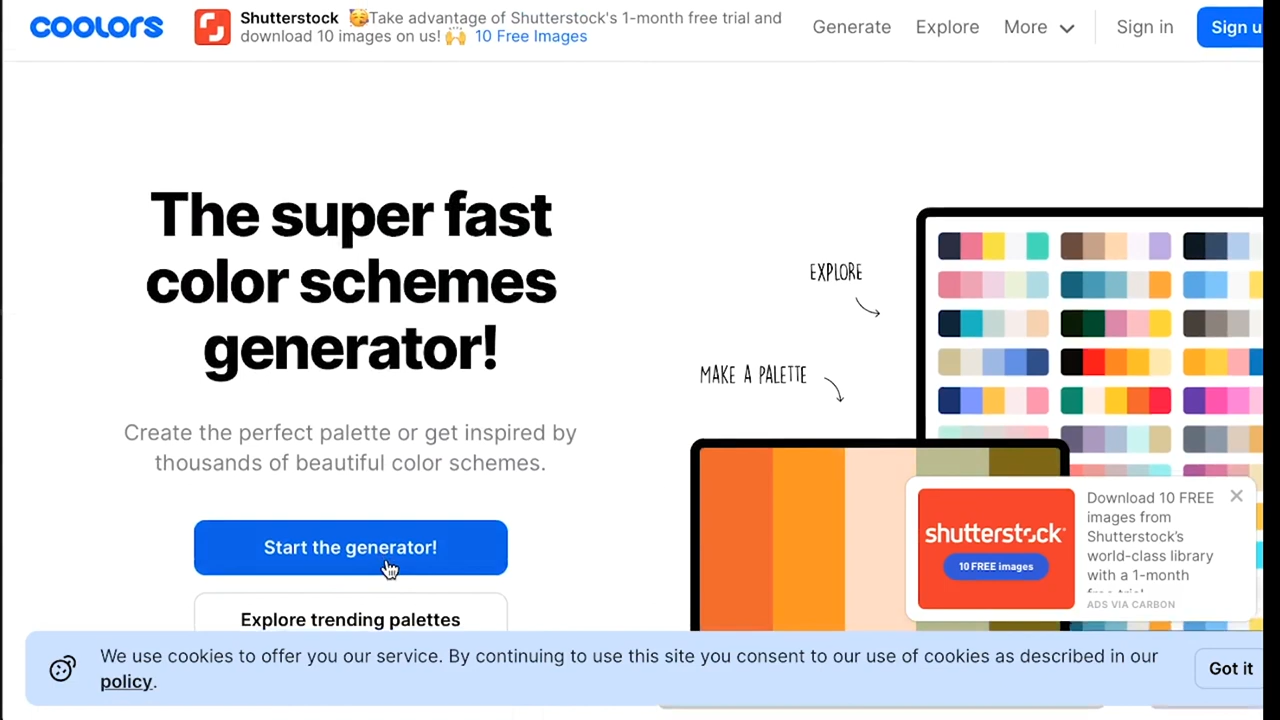 coolors
Shutterstock 🥳Take advantage of Shutterstock's 1-month free trial and
download 10 images on us! 🙌 10 Free Images
Generate
Explore
More
Sign in
Sign u
The super fast
color schemes
generator!
Create the perfect palette or get inspired by
thousands of beautiful color schemes.
Start the generator!
Explore trending palettes
EXPLORE
MAKE A PALETTE
shutterstock
10 FREE images
Download 10 FREE
images from
Shutterstock's
world-class library
with a 1-month
free trial
ADS VIA CARBON
We use cookies to offer you our service. By continuing to use this site you consent to our use of cookies as described in our
policy.
Got it